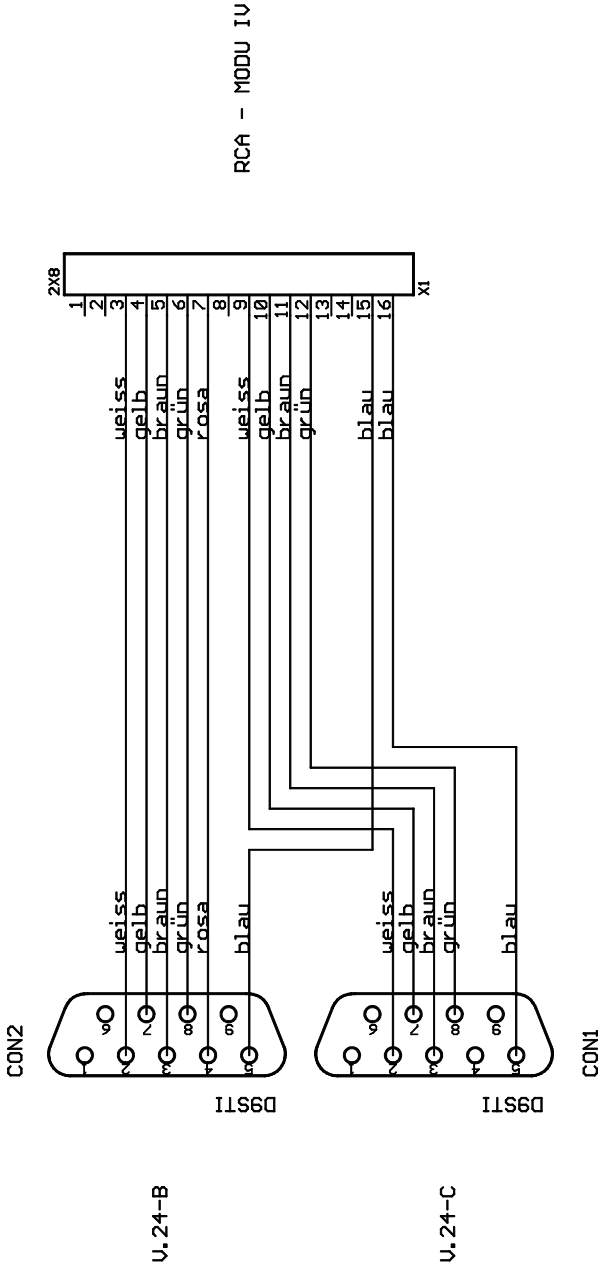 RCA - MODU IV
2X8
X1
1
2
3
4
5
6
7
8
9
10
11
12
13
14
15
16
weiss
gelb
braun
grün
rosa
weiss
gelb
braun
grün
blau
blau
weiss
gelb
braun
grün
rosa
blau
weiss
gelb
braun
grün
blau
CON2
6
7
8
9
1
2
3
4
5
D9STI
V.24-B
CON1
6
7
8
9
1
2
3
4
5
D9STI
V.24-C